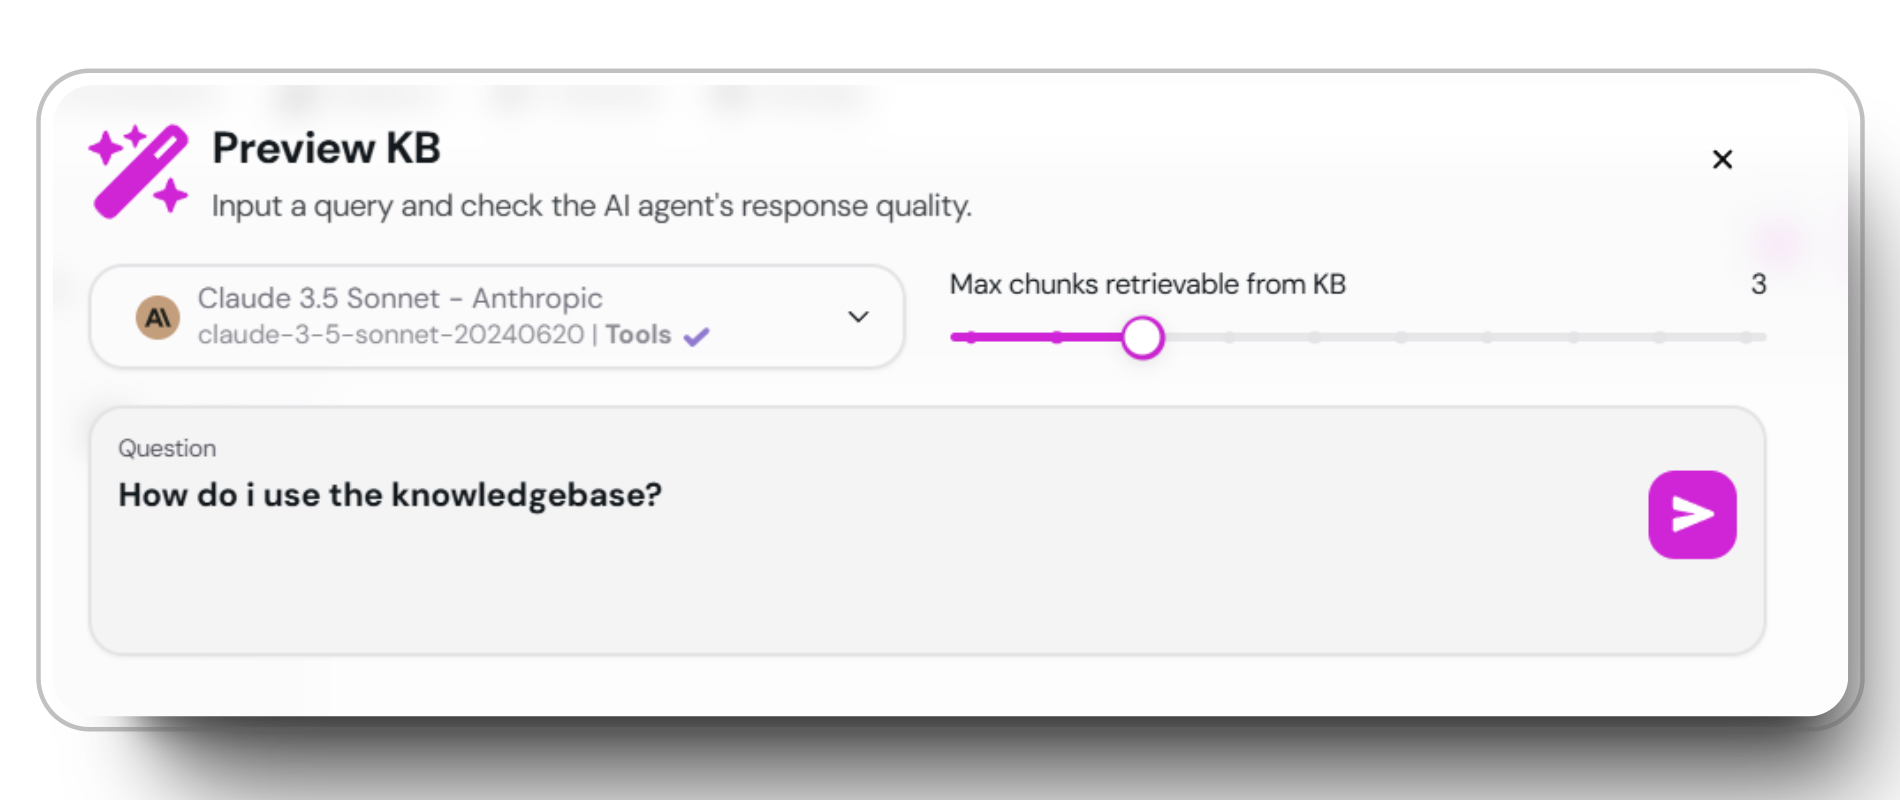 Preview KB
Input a query and check the AI agent's response quality.
Claude 3.5 Sonnet - Anthropic
claude-3-5-sonnet-20240620 | Tools
Max chunks retrievable from KB
3
Question
How do i use the knowledgebase?